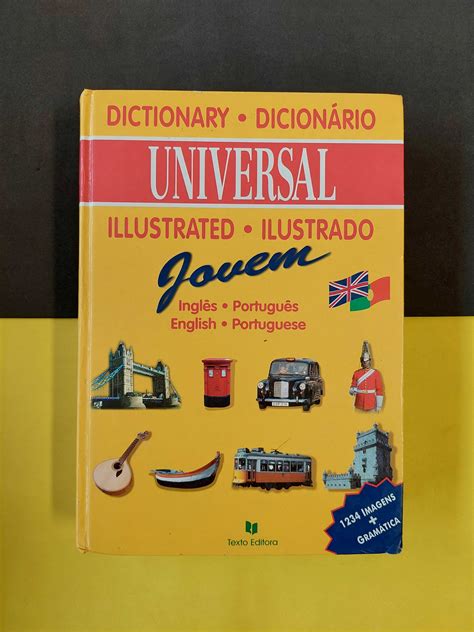 DICTIONARY • DICIONÁRIO
UNIVERSAL
ILLUSTRATED • ILUSTRADO
Jovem
Inglês • Português
English • Portuguese
1234 IMAGENS
+
GRAMÁTICA
Texto Editora